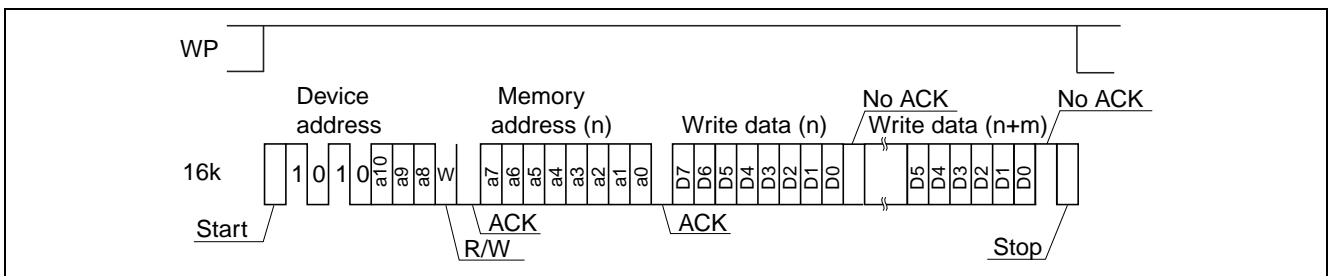 WP
Device
address
Memory
address (n)
Write data (n)
No ACK
Write data (n+m)
No ACK
16k
1 0 1 0 a10 a9 a8 W a7 a6 a5 a4 a3 a2 a1 a0 D7 D6 D5 D4 D3 D2 D1 D0 D5 D4 D3 D2 D1 D0
Start
R/W
ACK
ACK
Stop